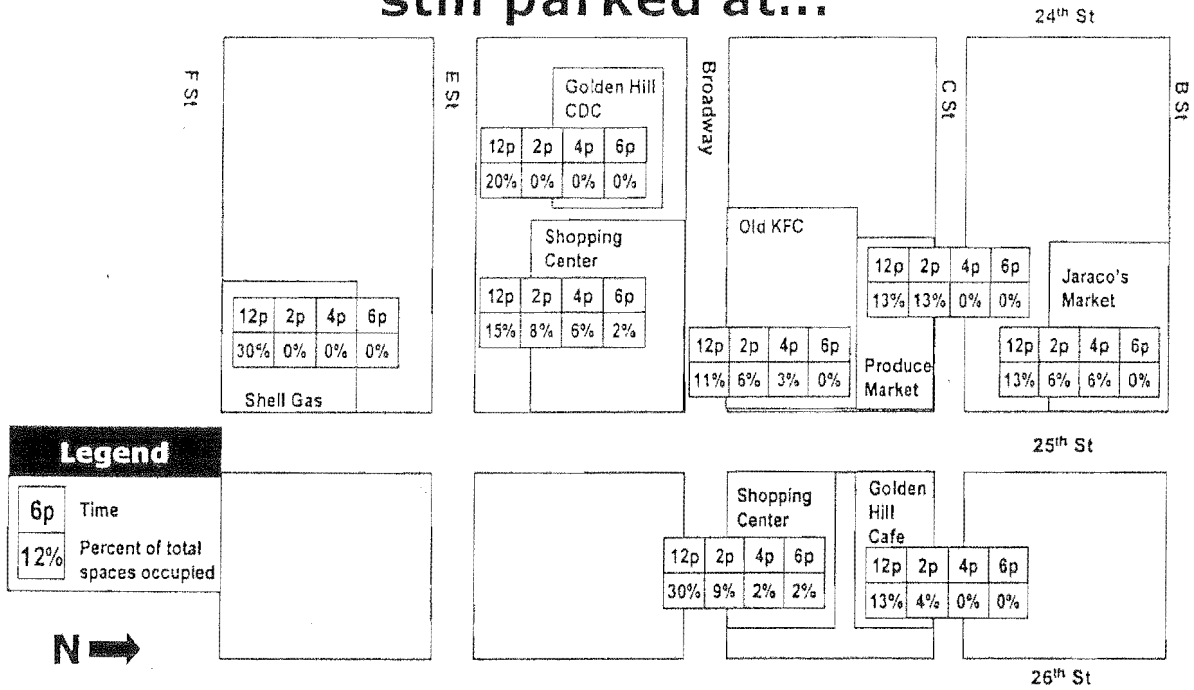 still parked at...
24th St
F St
E St
Broadway
C St
B St
Golden Hill
CDC
12p 2p 4p 6p
20% 0% 0% 0%
Shopping
Center
12p 2p 4p 6p
15% 8% 6% 2%
Old KFC
12p 2p 4p 6p
11% 6% 3% 0%
12p 2p 4p 6p
13% 13% 0% 0%
Produce
Market
Jaraco's
Market
12p 2p 4p 6p
13% 6% 6% 0%
12p 2p 4p 6p
30% 0% 0% 0%
Shell Gas
25th St
Legend
6p Time
12% Percent of total
spaces occupied
Shopping
Center
12p 2p 4p 6p
30% 9% 2% 2%
Golden
Hill
Cafe
12p 2p 4p 6p
13% 4% 0% 0%
N
26th St